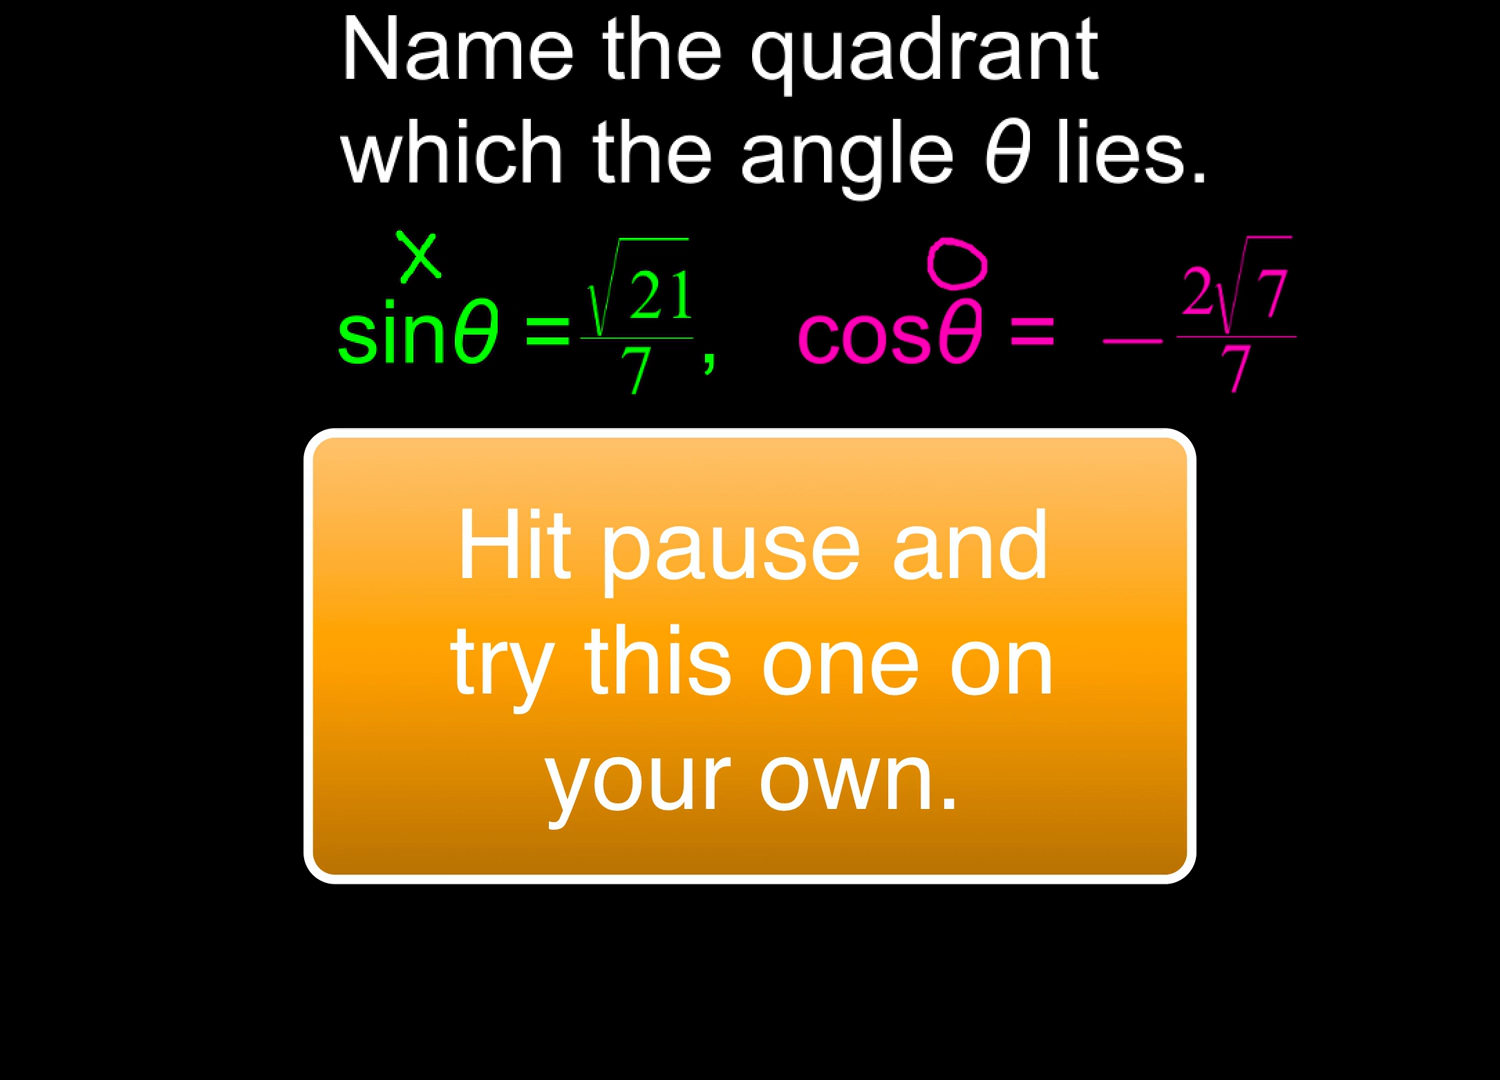 Name the quadrant
which the angle θ lies.
X O
sinθ = √21/7, cosθ = − 2√7/7
Hit pause and
try this one on
your own.